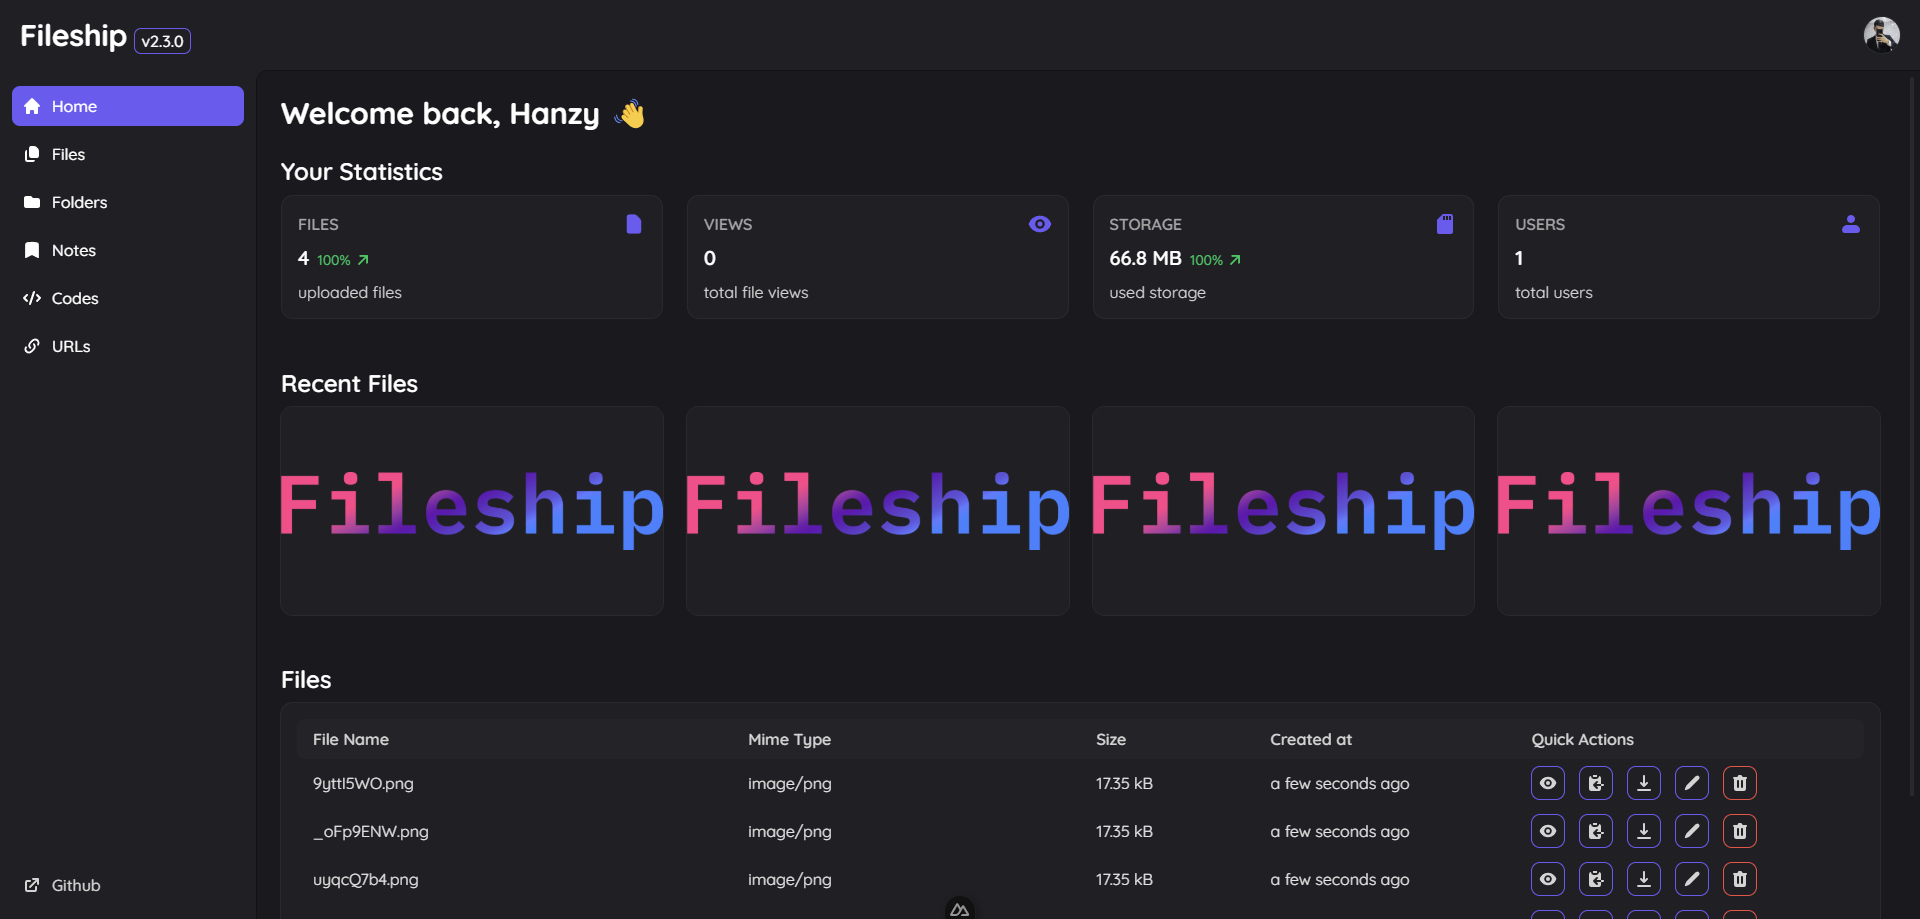 Fileship v2.3.0
Home
Files
Folders
Notes
Codes
URLs
Github
Welcome back, Hanzy 👋
Your Statistics
FILES
4 100%
uploaded files
VIEWS
0
total file views
STORAGE
66.8 MB 100%
used storage
USERS
1
total users
Recent Files
Fileship
Fileship
Fileship
Fileship
Files
File Name Mime Type Size Created at Quick Actions
9yttI5WO.png image/png 17.35 kB a few seconds ago
_oFp9ENW.png image/png 17.35 kB a few seconds ago
uyqcQ7b4.png image/png 17.35 kB a few seconds ago